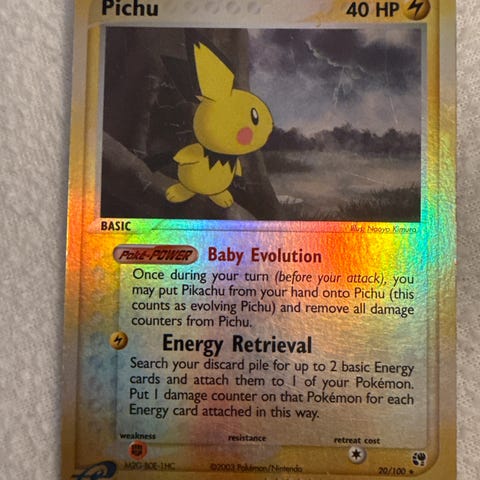 Pichu 40 HP
BASIC Illus. Naoyo Kimura
Poké-POWER Baby Evolution
Once during your turn (before your attack), you
may put Pikachu from your hand onto Pichu (this
counts as evolving Pichu) and remove all damage
counters from Pichu.
Energy Retrieval
Search your discard pile for up to 2 basic Energy
cards and attach them to 1 of your Pokémon.
Put 1 damage counter on that Pokémon for each
Energy card attached in this way.
weakness resistance retreat cost
M2G-80E-1HC ©2003 Pokémon/Nintendo 20/100 ★
e